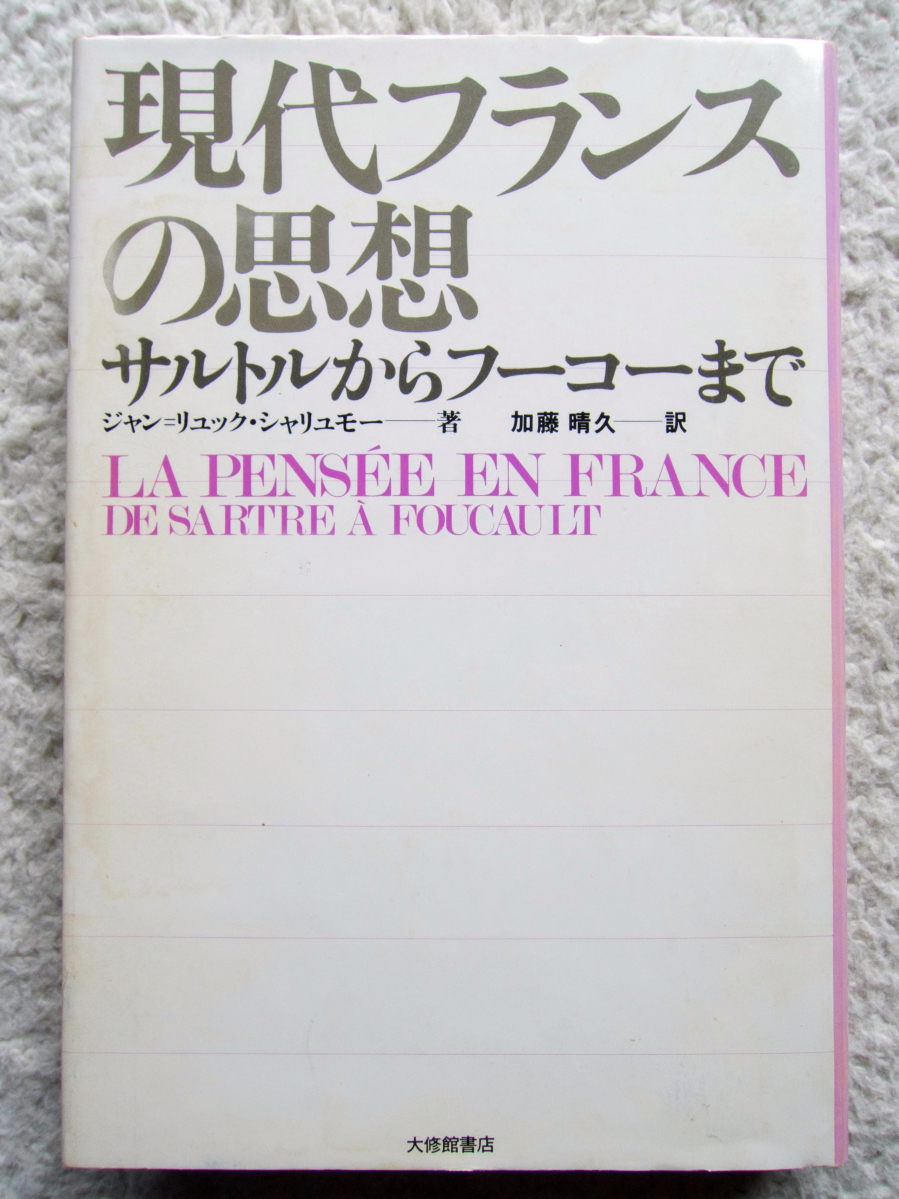 現代フランス
の思想
サルトルからフーコーまで
ジャン=リュック・シャリュモー——著 加藤 晴久——訳
LA PENSÉE EN FRANCE
DE SARTRE À FOUCAULT
大修館書店